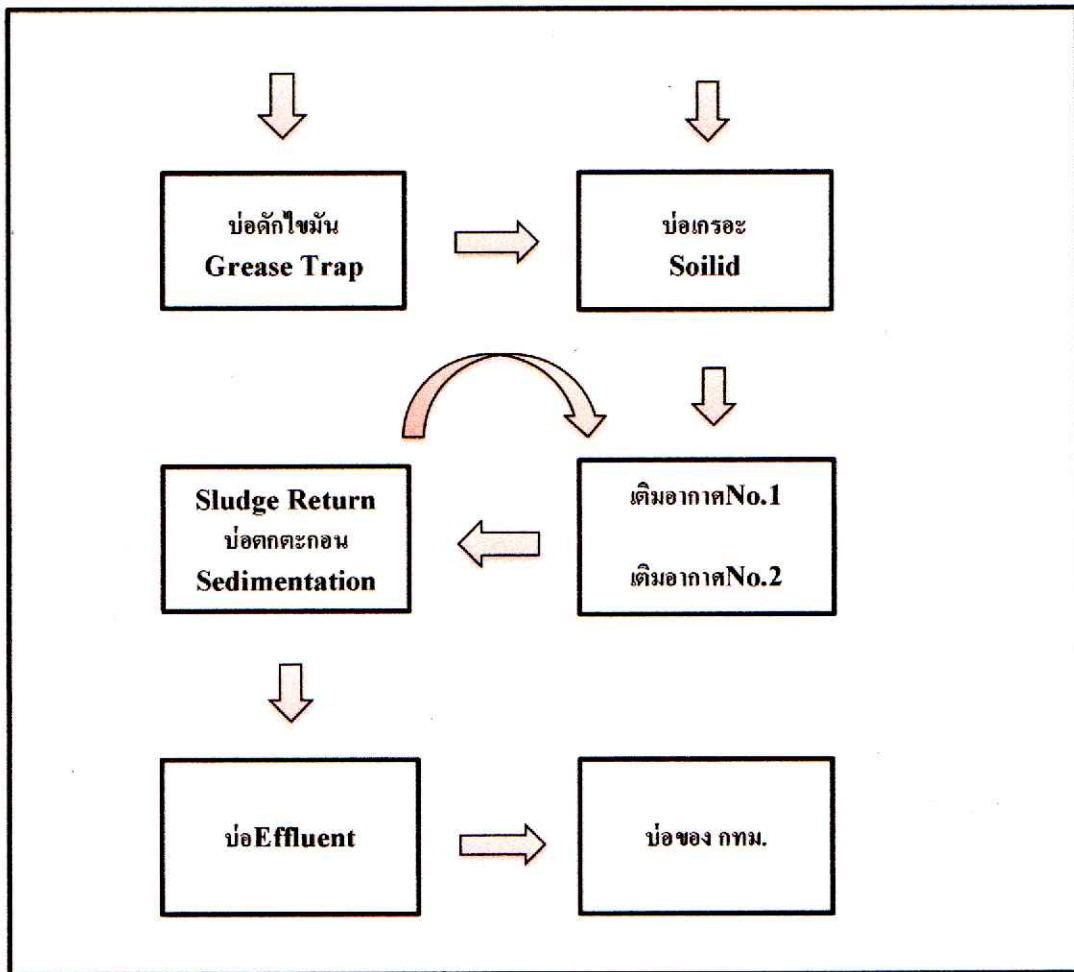 บ่อดักไขมัน
Grease Trap
บ่อเกรอะ
Soilid
Sludge Return
บ่อตกตะกอน
Sedimentation
เติมอากาศNo.1
เติมอากาศNo.2
บ่อEffluent
บ่อของ กทม.